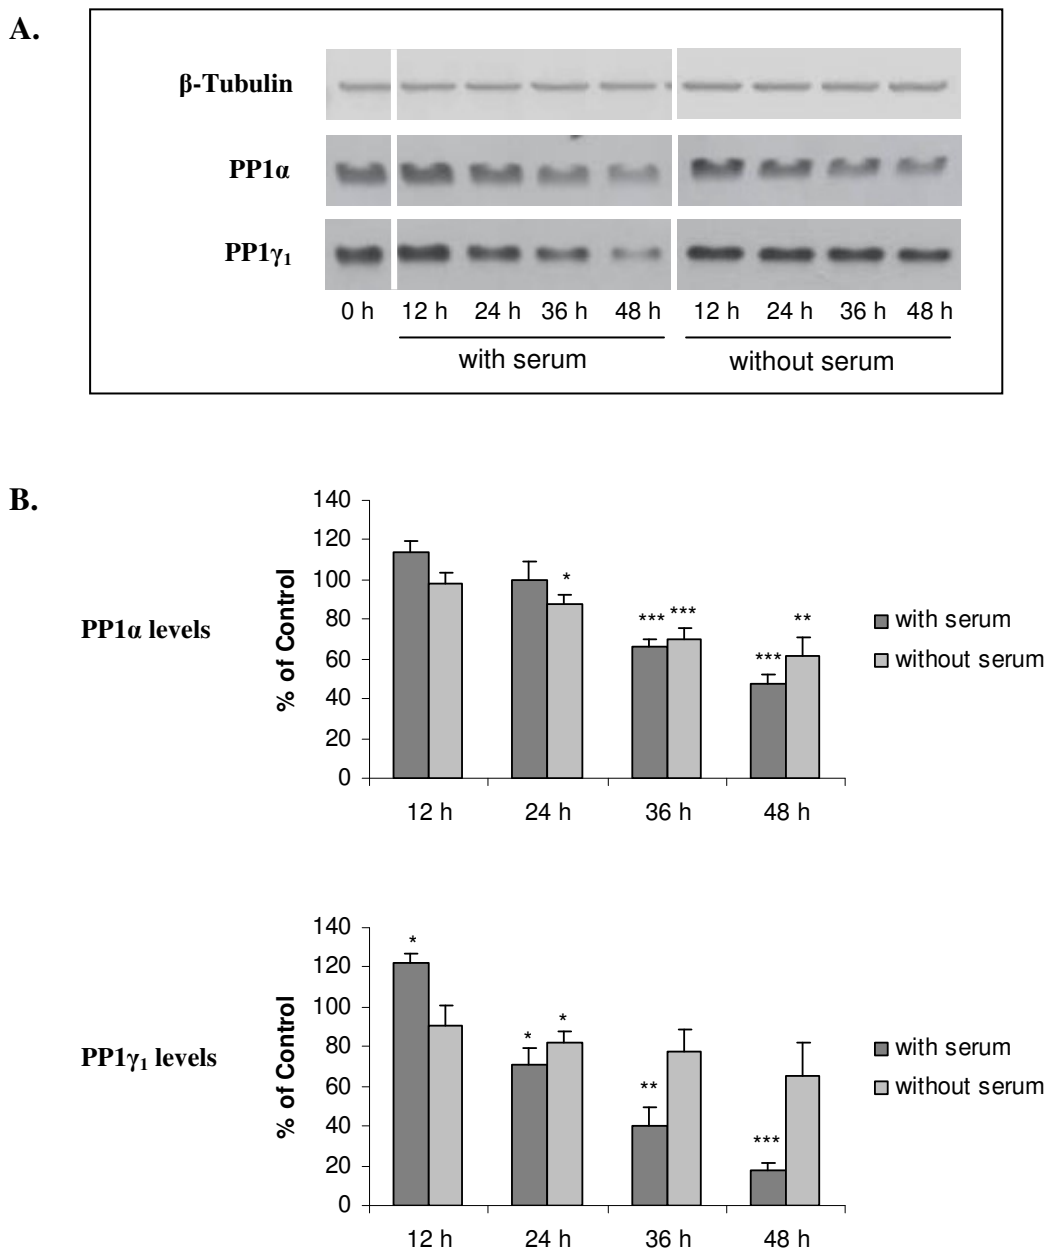 A.
β-Tubulin
PP1α
PP1γ1
0 h 12 h 24 h 36 h 48 h 12 h 24 h 36 h 48 h
with serum without serum
B.
PP1α levels
% of Control
140
120
100
80
60
40
20
0
*
*** ***
*** **
12 h 24 h 36 h 48 h
with serum
without serum
PP1γ1 levels
% of Control
140
120
100
80
60
40
20
0
*
* *
**
***
12 h 24 h 36 h 48 h
with serum
without serum